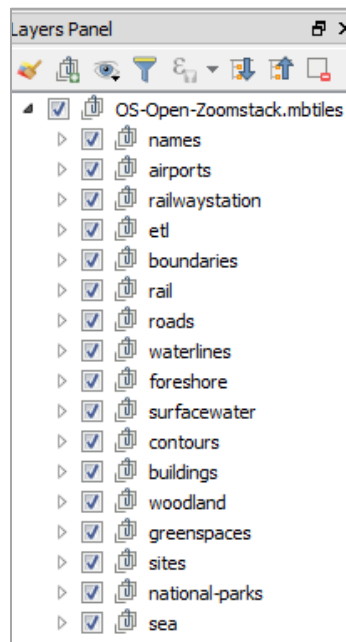 Layers Panel
OS-Open-Zoomstack.mbtiles
names
airports
railwaystation
etl
boundaries
rail
roads
waterlines
foreshore
surfacewater
contours
buildings
woodland
greenspaces
sites
national-parks
sea